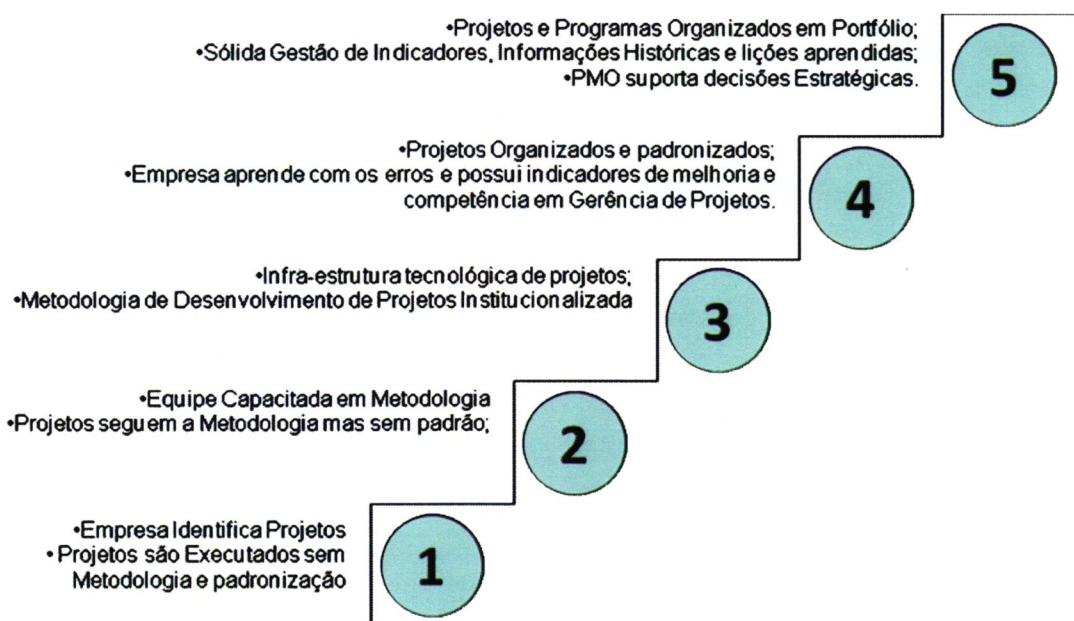 •Projetos e Programas Organizados em Portfólio;
•Sólida Gestão de Indicadores, Informações Históricas e lições aprendidas;
•PMO suporta decisões Estratégicas.
5
•Projetos Organizados e padronizados;
•Empresa aprende com os erros e possui indicadores de melhoria e
competência em Gerência de Projetos.
4
•Infra-estrutura tecnológica de projetos;
•Metodologia de Desenvolvimento de Projetos Institucionalizada
3
•Equipe Capacitada em Metodologia
•Projetos seguem a Metodologia mas sem padrão;
2
•Empresa Identifica Projetos
• Projetos são Executados sem
Metodologia e padronização
1